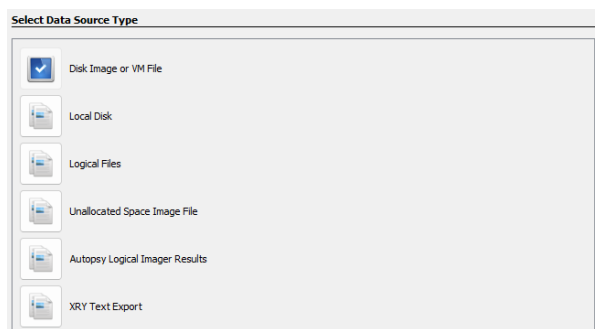 Select Data Source Type
Disk Image or VM File
Local Disk
Logical Files
Unallocated Space Image File
Autopsy Logical Imager Results
XRY Text Export